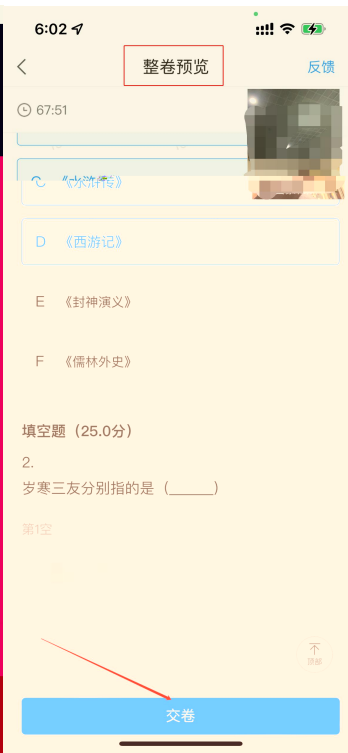 6:02
整卷预览
反馈
67:51
C 《水浒传》
D 《西游记》
E 《封神演义》
F 《儒林外史》
填空题（25.0分）
2.
岁寒三友分别指的是（______）
第1空
顶部
交卷